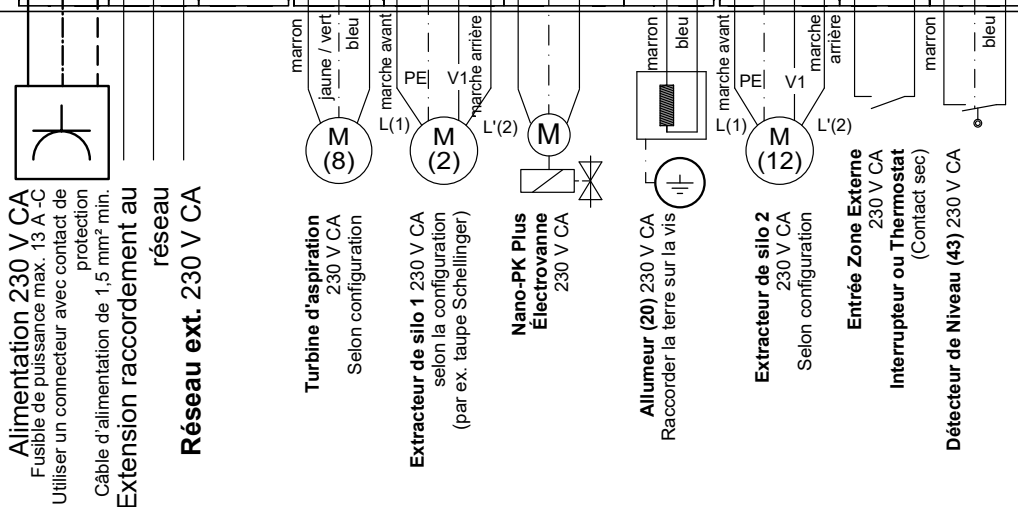 Alimentation 230 V CA
Fusible de puissance max. 13 A -C
Utiliser un connecteur avec contact de
protection
Câble d'alimentation de 1,5 mm² min.
Extension raccordement au
réseau
Réseau ext. 230 V CA
marron
jaune / vert
bleu
M
(8)
Turbine d'aspiration
230 V CA
Selon configuration
marche avant
PE
V1
marche arrière
L(1)
L'(2)
M
(2)
Extracteur de silo 1 230 V CA
selon la configuration
(par ex. taupe Schellinger)
M
Nano-PK Plus
Électrovanne
230 V CA
marron
bleu
Allumeur (20) 230 V CA
Raccorder la terre sur la vis
marche avant
PE
V1
marche
arrière
L(1)
L'(2)
M
(12)
Extracteur de silo 2
230 V CA
Selon configuration
Entrée Zone Externe
230 V CA
Interrupteur ou Thermostat
(Contact sec)
marron
bleu
Détecteur de Niveau (43) 230 V CA